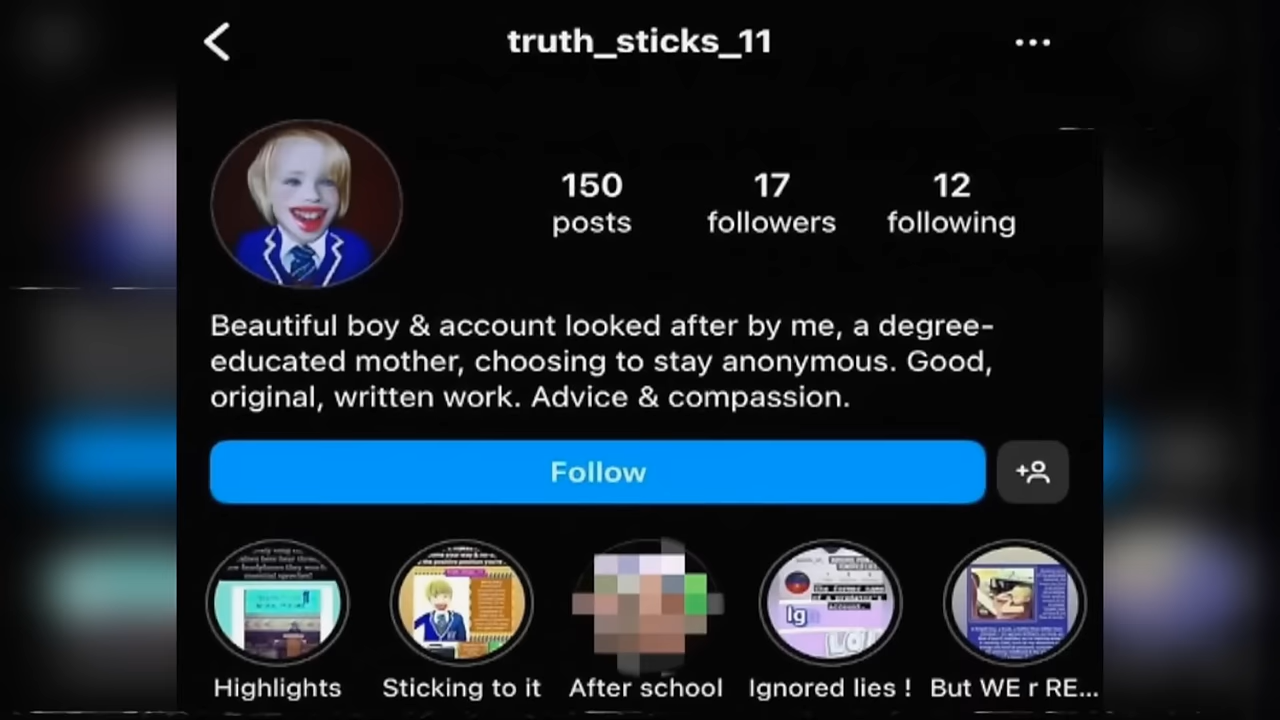 truth_sticks_11
150 17 12
posts followers following
Beautiful boy & account looked after by me, a degree-
educated mother, choosing to stay anonymous. Good,
original, written work. Advice & compassion.
Follow
Ig
Highlights Sticking to it After school Ignored lies ! But WE r RE...